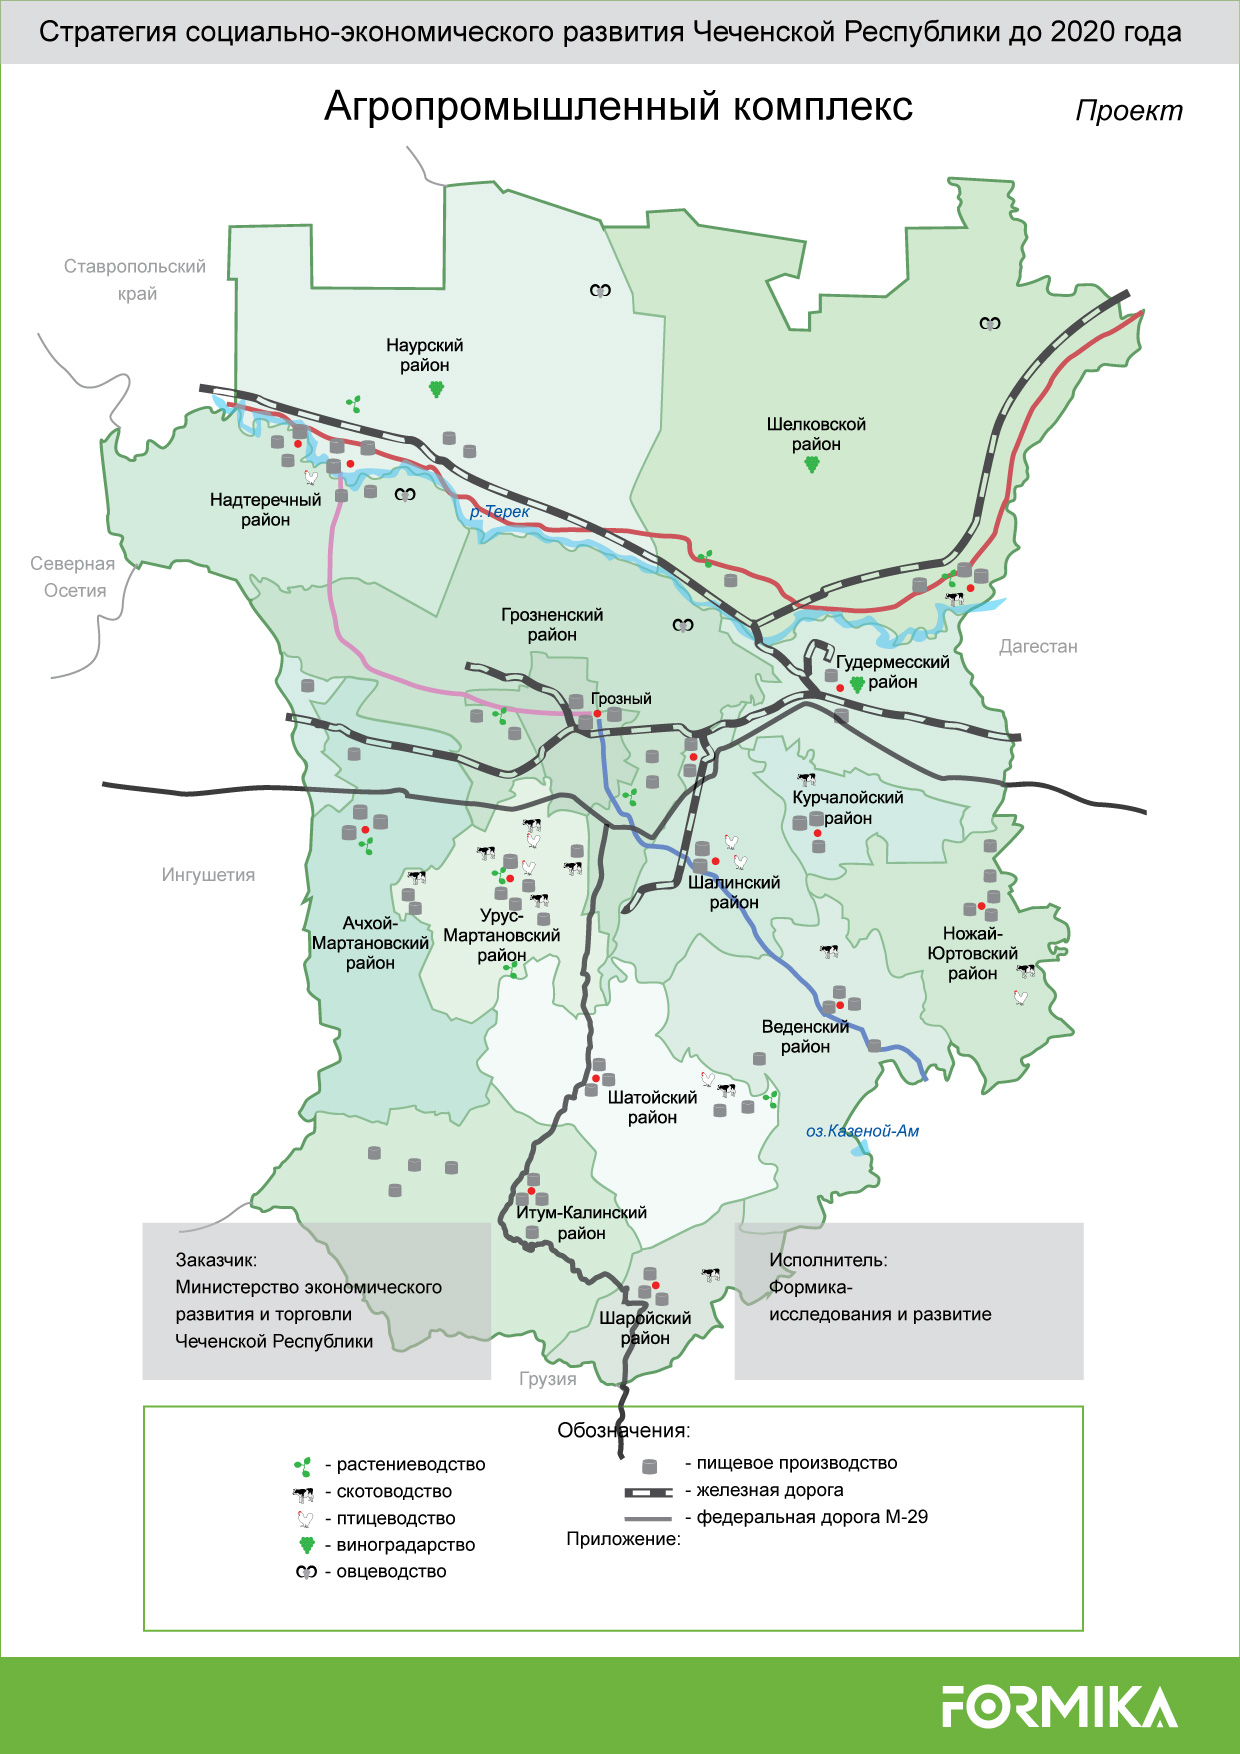 Стратегия социально-экономического развития Чеченской Республики до 2020 года
Агропромышленный комплекс
Проект
Ставропольский
край
Наурский
район
Шелковской
район
Надтеречный
район
р.Терек
Северная
Осетия
Грозненский
район
Дагестан
Гудермесский
район
Грозный
Курчалойский
район
Ингушетия
Шалинский
район
Ачхой-
Мартановский
район
Урус-
Мартановский
район
Ножай-
Юртовский
район
Веденский
район
Шатойский
район
оз.Казеной-Ам
Итум-Калинский
район
Заказчик:
Министерство экономического
развития и торговли
Чеченской Республики
Исполнитель:
Формика-
исследования и развитие
Шаройский
район
Грузия
Обозначения:
- растениеводство
- скотоводство
- птицеводство
- виноградарство
- овцеводство
- пищевое производство
- железная дорога
- федеральная дорога М-29
Приложение:
FORMIKA